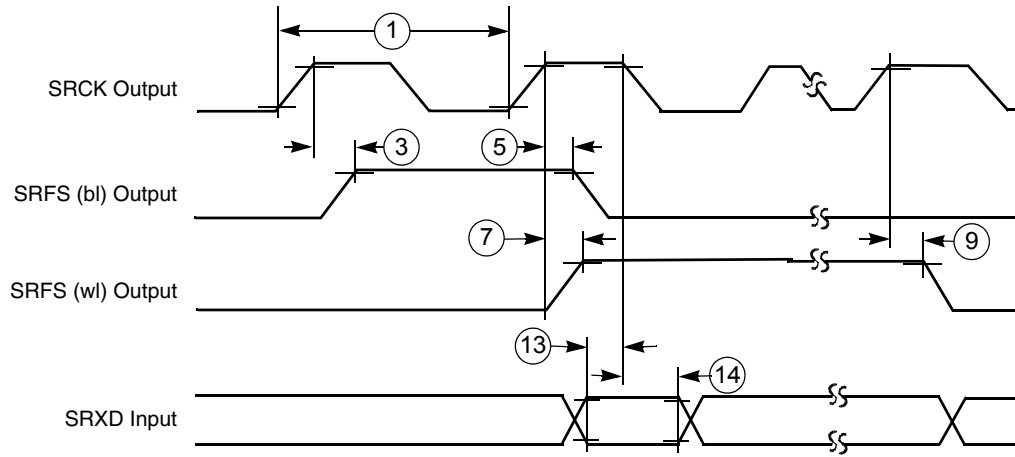 1
SRCK Output
3
5
SRFS (bl) Output
7
9
SRFS (wl) Output
13
14
SRXD Input